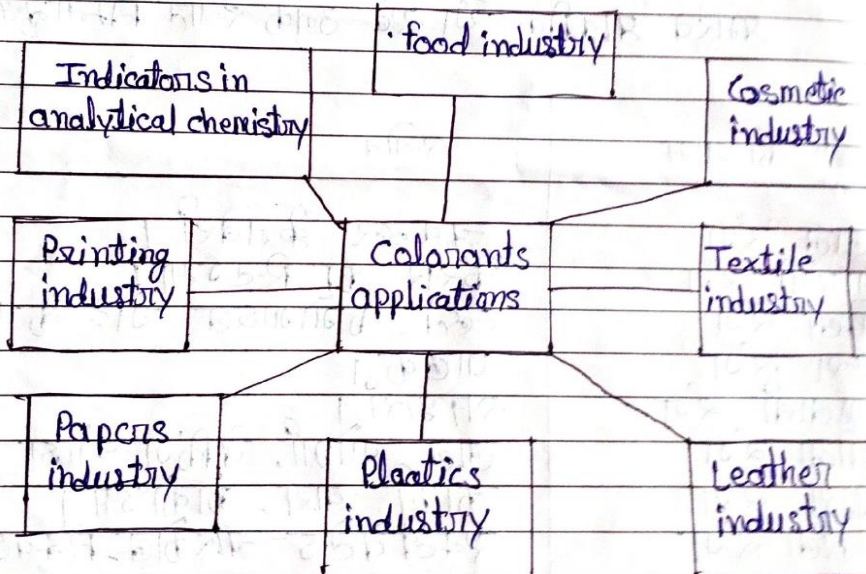 food industry
Indicators in
analytical chemistry
Cosmetic
industry
Printing
industry
Colorants
applications
Textile
industry
Papers
industry
Plastics
industry
Leather
industry